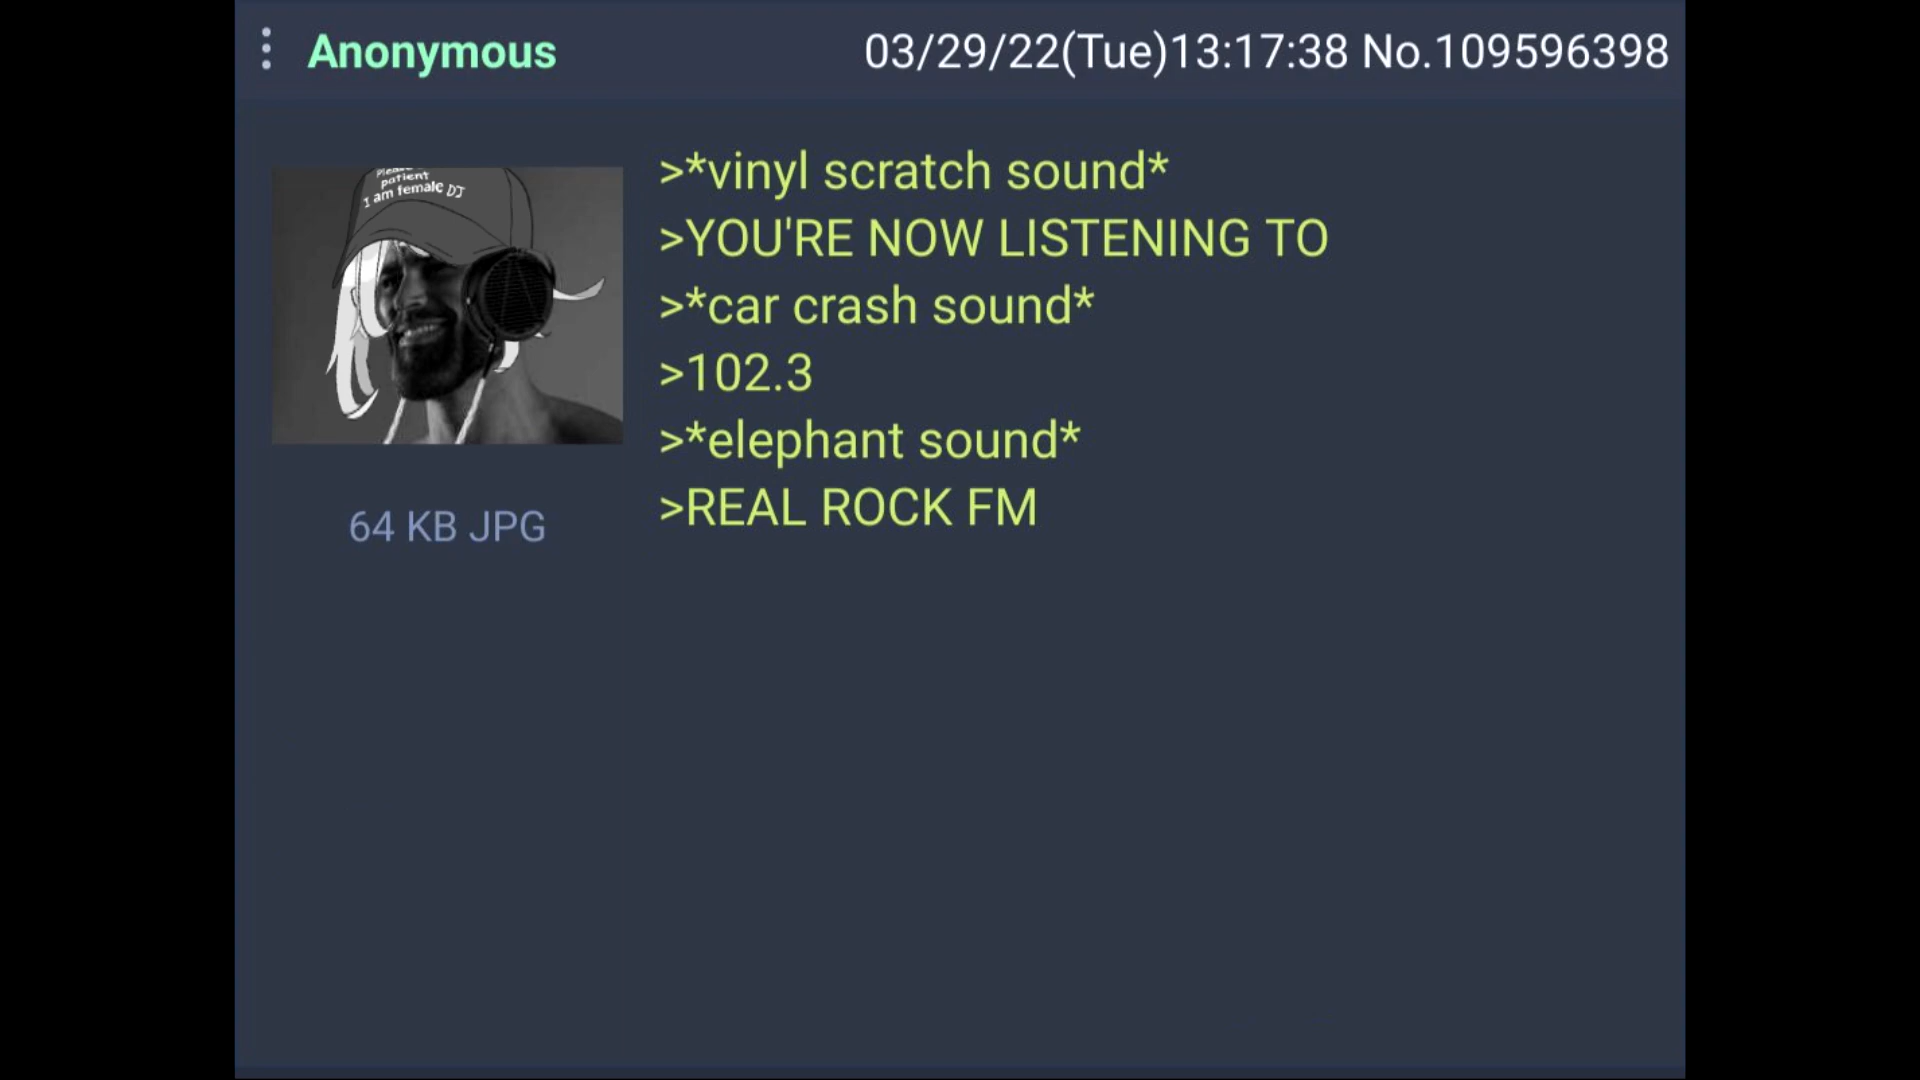 Anonymous 03/29/22(Tue)13:17:38 No.109596398
patient
I am female DJ
64 KB JPG
>*vinyl scratch sound*
>YOU'RE NOW LISTENING TO
>*car crash sound*
>102.3
>*elephant sound*
>REAL ROCK FM